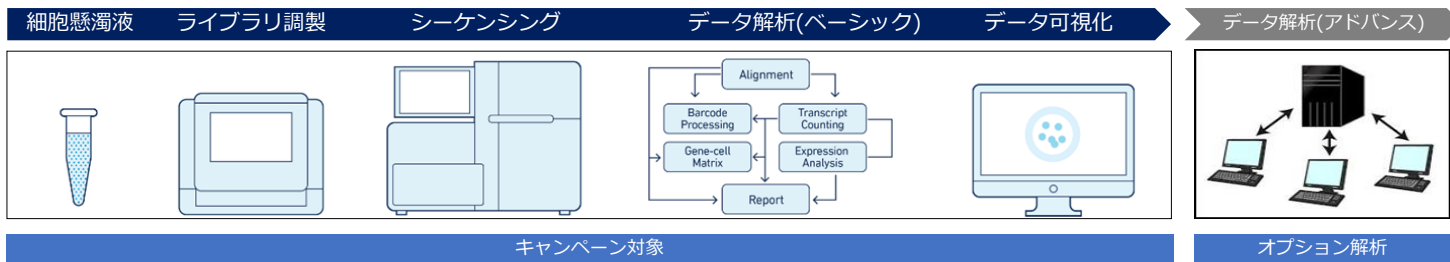 細胞懸濁液
ライブラリ調製
シーケンシング
データ解析(ベーシック)
データ可視化
データ解析(アドバンス)
Alignment
Barcode
Processing
Transcript
Counting
Gene-cell
Matrix
Expression
Analysis
Report
キャンペーン対象
オプション解析